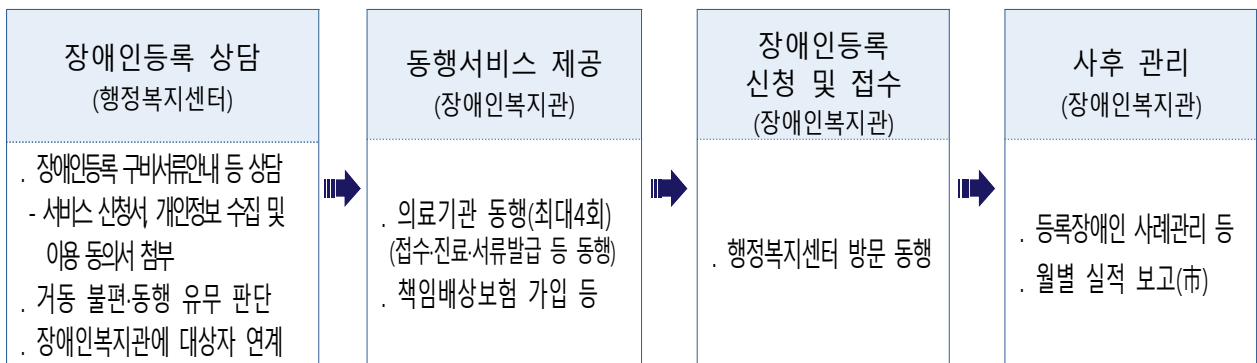 장애인등록 상담
(행정복지센터)
. 장애인등록 구비서류안내 등 상담
- 서비스 신청서, 개인정보 수집 및
이용 동의서 첨부
. 거동 불편·동행 유무 판단
. 장애인복지관에 대상자 연계
동행서비스 제공
(장애인복지관)
. 의료기관 동행(최대4회)
(접수·진료·서류발급 등 동행)
. 책임배상보험 가입 등
장애인등록
신청 및 접수
(장애인복지관)
. 행정복지센터 방문 동행
사후 관리
(장애인복지관)
. 등록장애인 사례관리 등
. 월별 실적 보고(市)